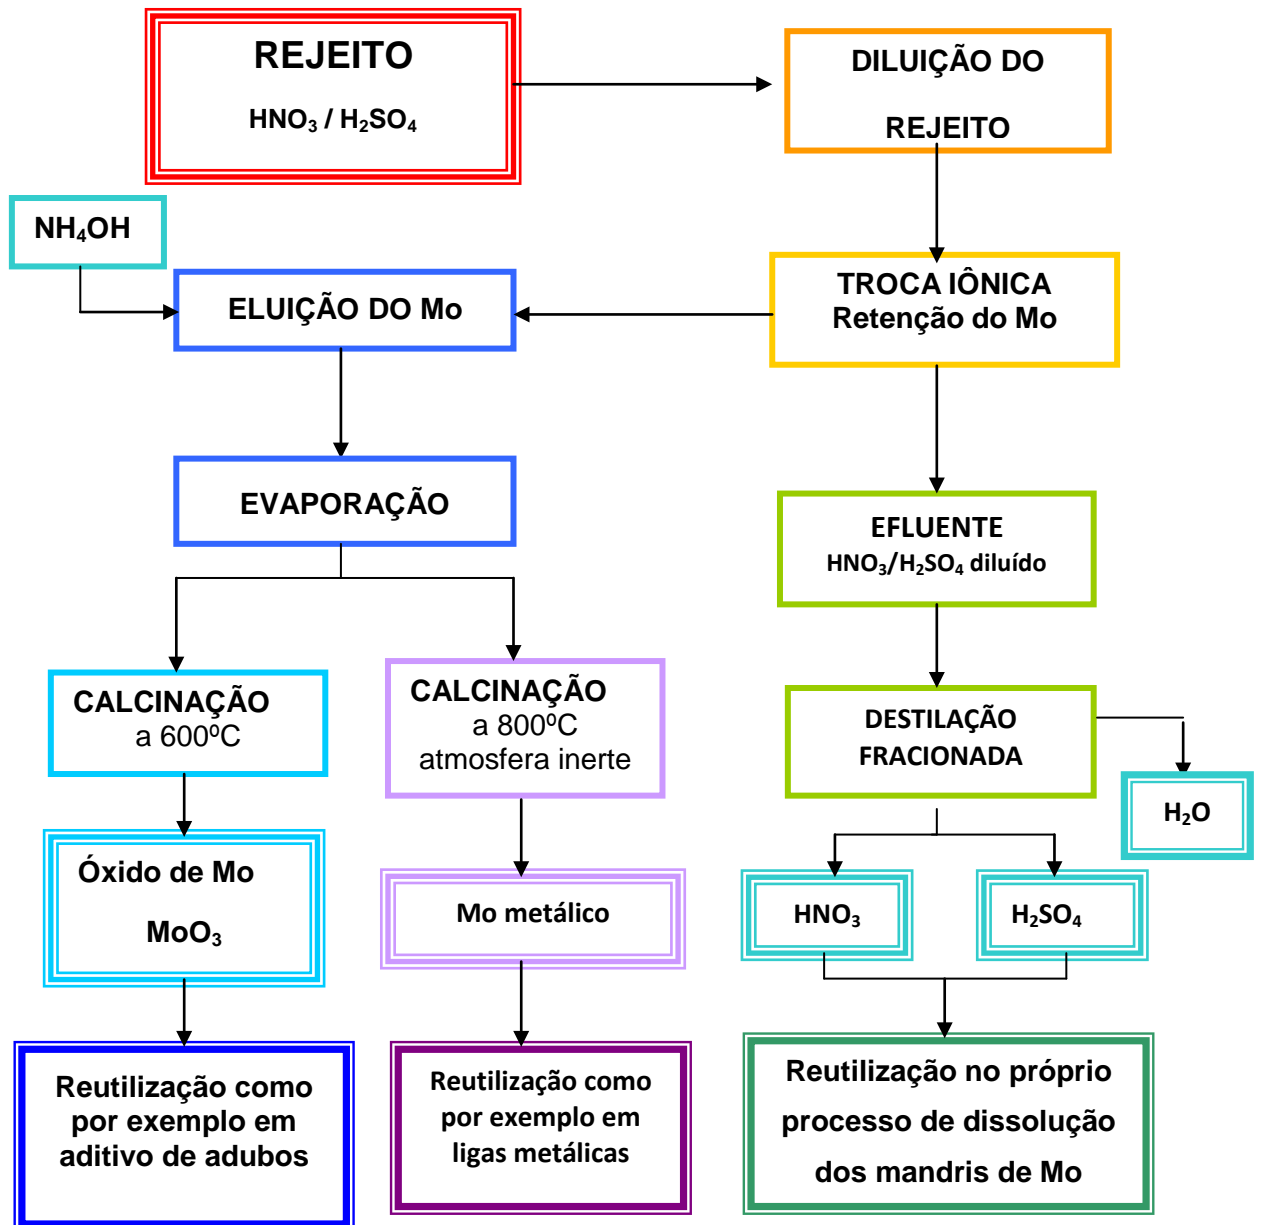 REJEITO
HNO₃ / H₂SO₄
DILUIÇÃO DO
REJEITO
NH₄OH
ELUIÇÃO DO Mo
TROCA IÔNICA
Retenção do Mo
EVAPORAÇÃO
EFLUENTE
HNO₃/H₂SO₄ diluído
CALCINAÇÃO
a 600ºC
CALCINAÇÃO
a 800ºC
atmosfera inerte
DESTILAÇÃO
FRACIONADA
H₂O
Óxido de Mo
MoO₃
Mo metálico
HNO₃
H₂SO₄
Reutilização como
por exemplo em
aditivo de adubos
Reutilização como
por exemplo em
ligas metálicas
Reutilização no próprio
processo de dissolução
dos mandris de Mo